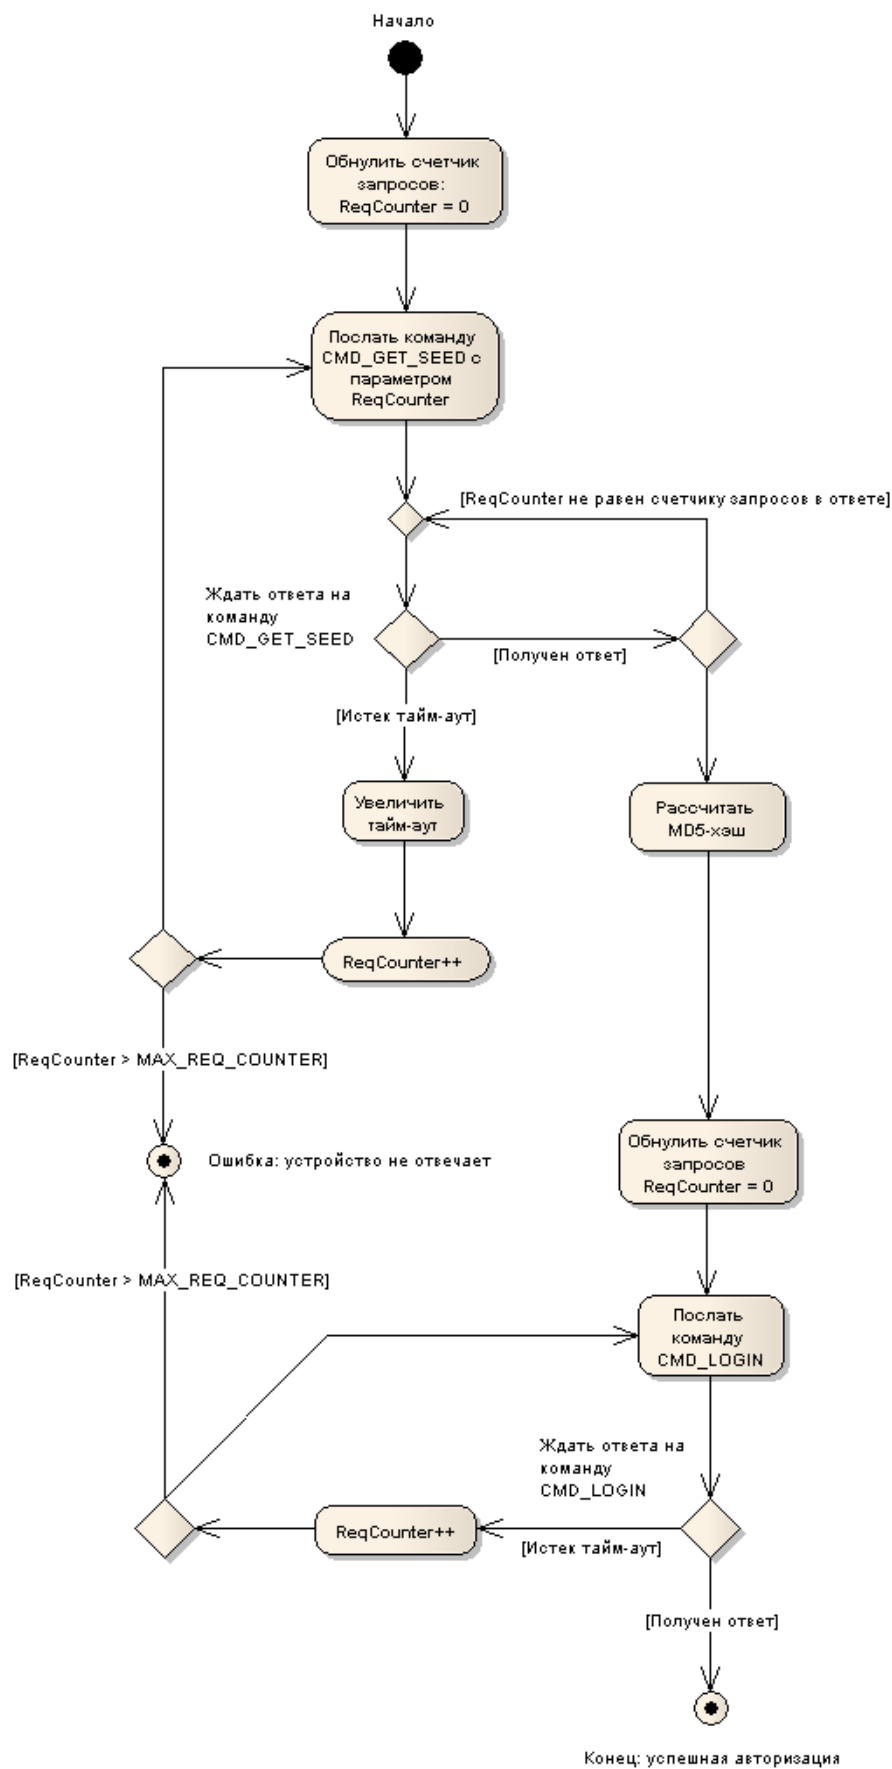 Начало
Обнулить счетчик
запросов:
ReqCounter = 0
Послать команду
CMD_GET_SEED с
параметром
ReqCounter
[ReqCounter не равен счетчику запросов в ответе]
Ждать ответа на
команду
CMD_GET_SEED
[Получен ответ]
[Истек тайм-аут]
Увеличить
тайм-аут
Рассчитать
MD5-хэш
ReqCounter++
[ReqCounter > MAX_REQ_COUNTER]
Ошибка: устройство не отвечает
Обнулить счетчик
запросов
ReqCounter = 0
[ReqCounter > MAX_REQ_COUNTER]
Послать
команду
CMD_LOGIN
Ждать ответа на
команду
CMD_LOGIN
ReqCounter++
[Истек тайм-аут]
[Получен ответ]
Конец: успешная авторизация